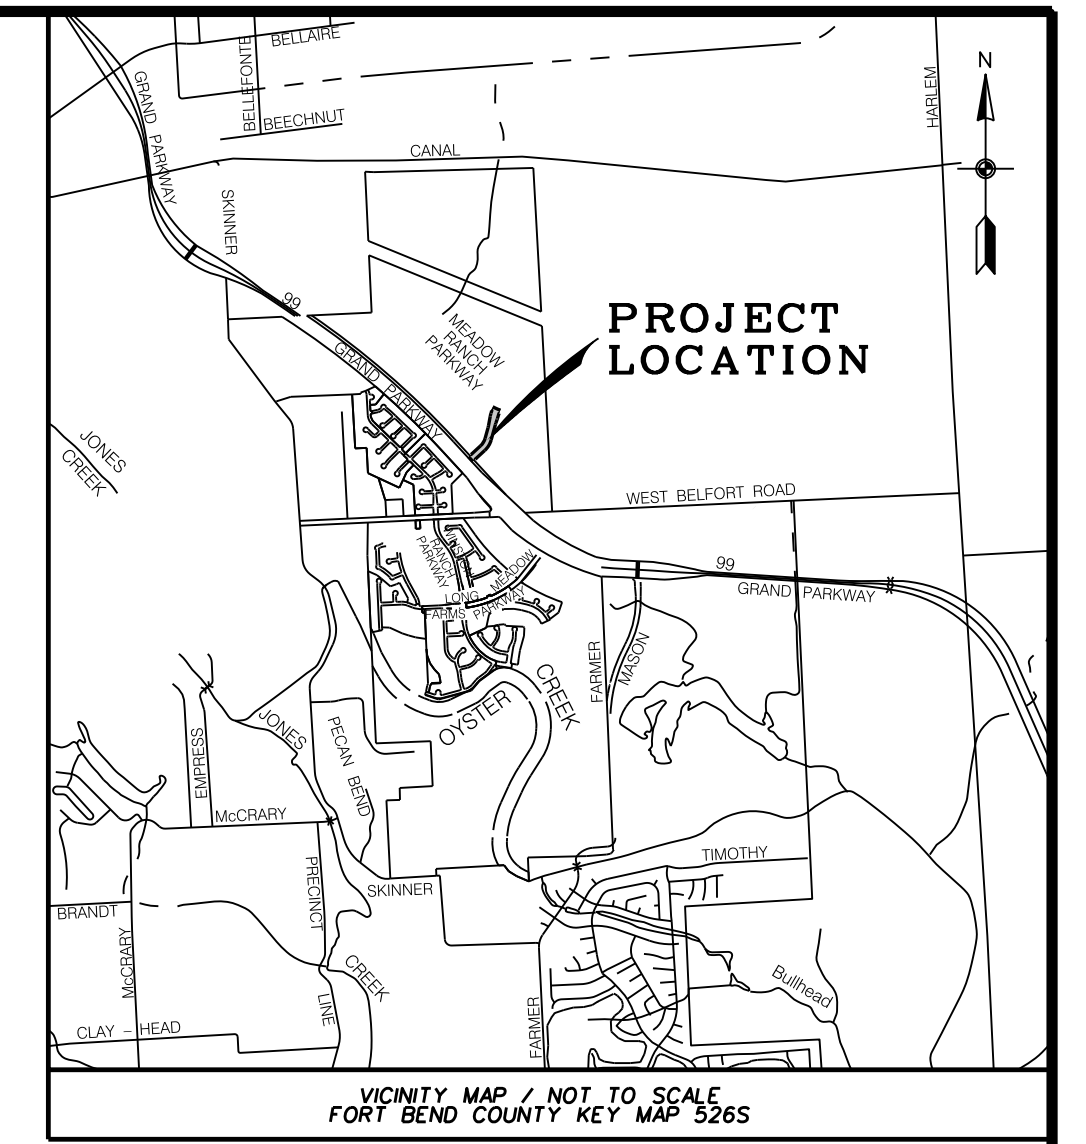 BELLAIRE
BELLEFONTE
BEECHNUT
GRAND PARKWAY
CANAL
HARLEM
N
SKINNER
99
MEADOW
RANCH
PARKWAY
PROJECT
LOCATION
GRAND PARKWAY
JONES
CREEK
WEST BELFORT ROAD
RANCH
PARKWAY
LONG MEADOW
FARMS PARKWAY
99
GRAND PARKWAY
FARMER
MASON
OYSTER
CREEK
JONES
PECAN BEND
EMPRESS
McCRARY
TIMOTHY
PRECINCT
SKINNER
BRANDT
McCRARY
CREEK
LINE
CLAY - HEAD
FARMER
Bullhead
VICINITY MAP / NOT TO SCALE
FORT BEND COUNTY KEY MAP 526S